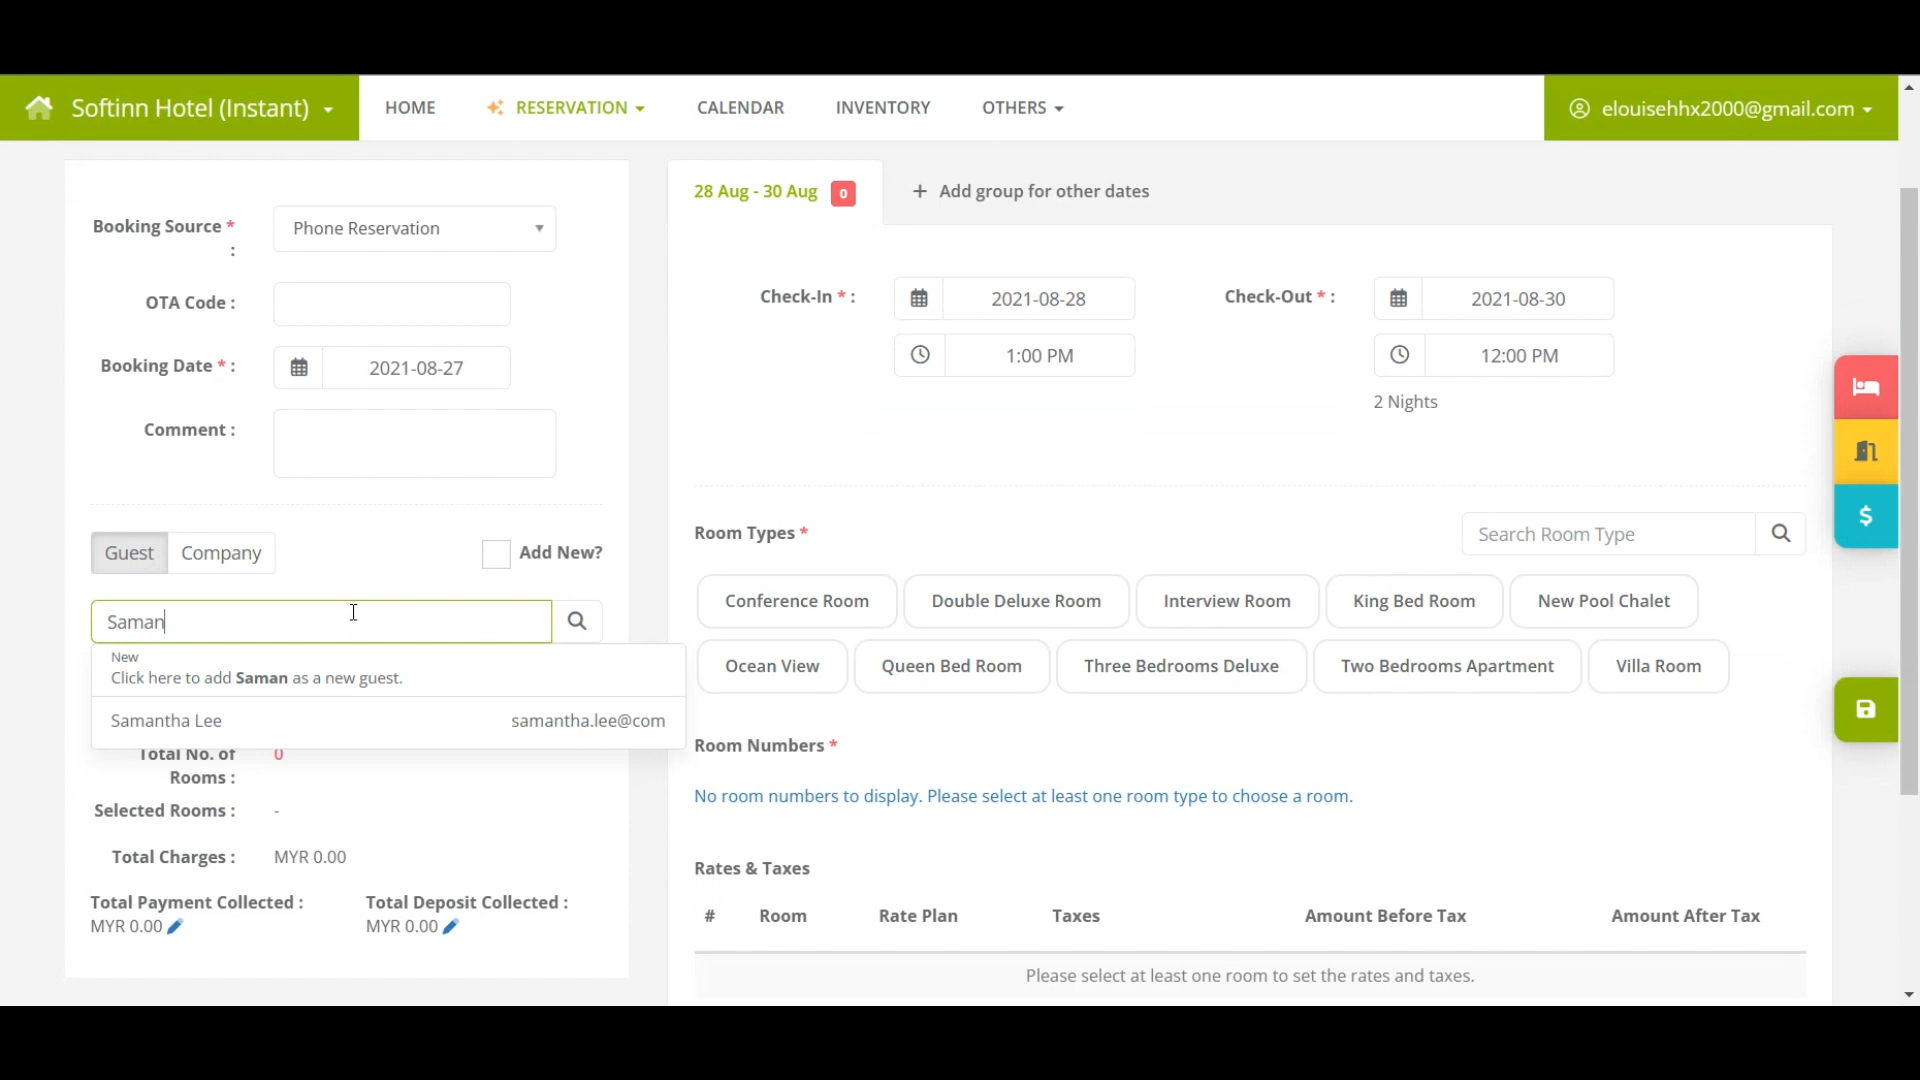 Softinn Hotel (Instant)
HOME
RESERVATION
CALENDAR
INVENTORY
OTHERS
elouisehhx2000@gmail.com
Booking Source * :
Phone Reservation
OTA Code :
Booking Date * :
2021-08-27
Comment :
Guest
Company
Add New?
Saman
New
Click here to add Saman as a new guest.
Samantha Lee samantha.lee@com
Total No. of
Rooms :
0
Selected Rooms : -
Total Charges : MYR 0.00
Total Payment Collected :
MYR 0.00
Total Deposit Collected :
MYR 0.00
28 Aug - 30 Aug 0
+ Add group for other dates
Check-In * :
2021-08-28
1:00 PM
Check-Out * :
2021-08-30
12:00 PM
2 Nights
Room Types *
Search Room Type
Conference Room
Double Deluxe Room
Interview Room
King Bed Room
New Pool Chalet
Ocean View
Queen Bed Room
Three Bedrooms Deluxe
Two Bedrooms Apartment
Villa Room
Room Numbers *
No room numbers to display. Please select at least one room type to choose a room.
Rates & Taxes
# Room Rate Plan Taxes Amount Before Tax Amount After Tax
Please select at least one room to set the rates and taxes.
$